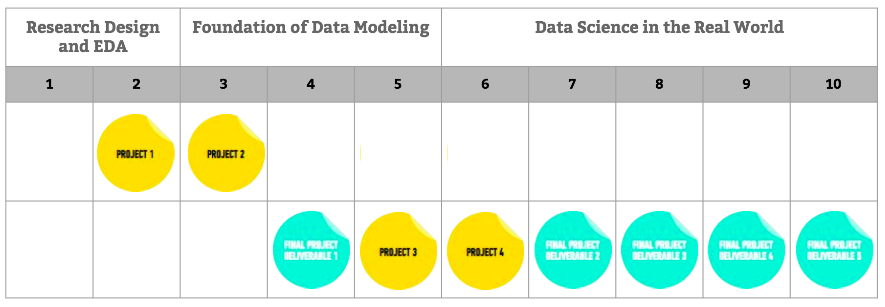 Research Design
and EDA
Foundation of Data Modeling
Data Science in the Real World
1 2 3 4 5 6 7 8 9 10
PROJECT 1
PROJECT 2
FINAL PROJECT
DELIVERABLE 1
PROJECT 3
PROJECT 4
FINAL PROJECT
DELIVERABLE 2
FINAL PROJECT
DELIVERABLE 3
FINAL PROJECT
DELIVERABLE 4
FINAL PROJECT
DELIVERABLE 5